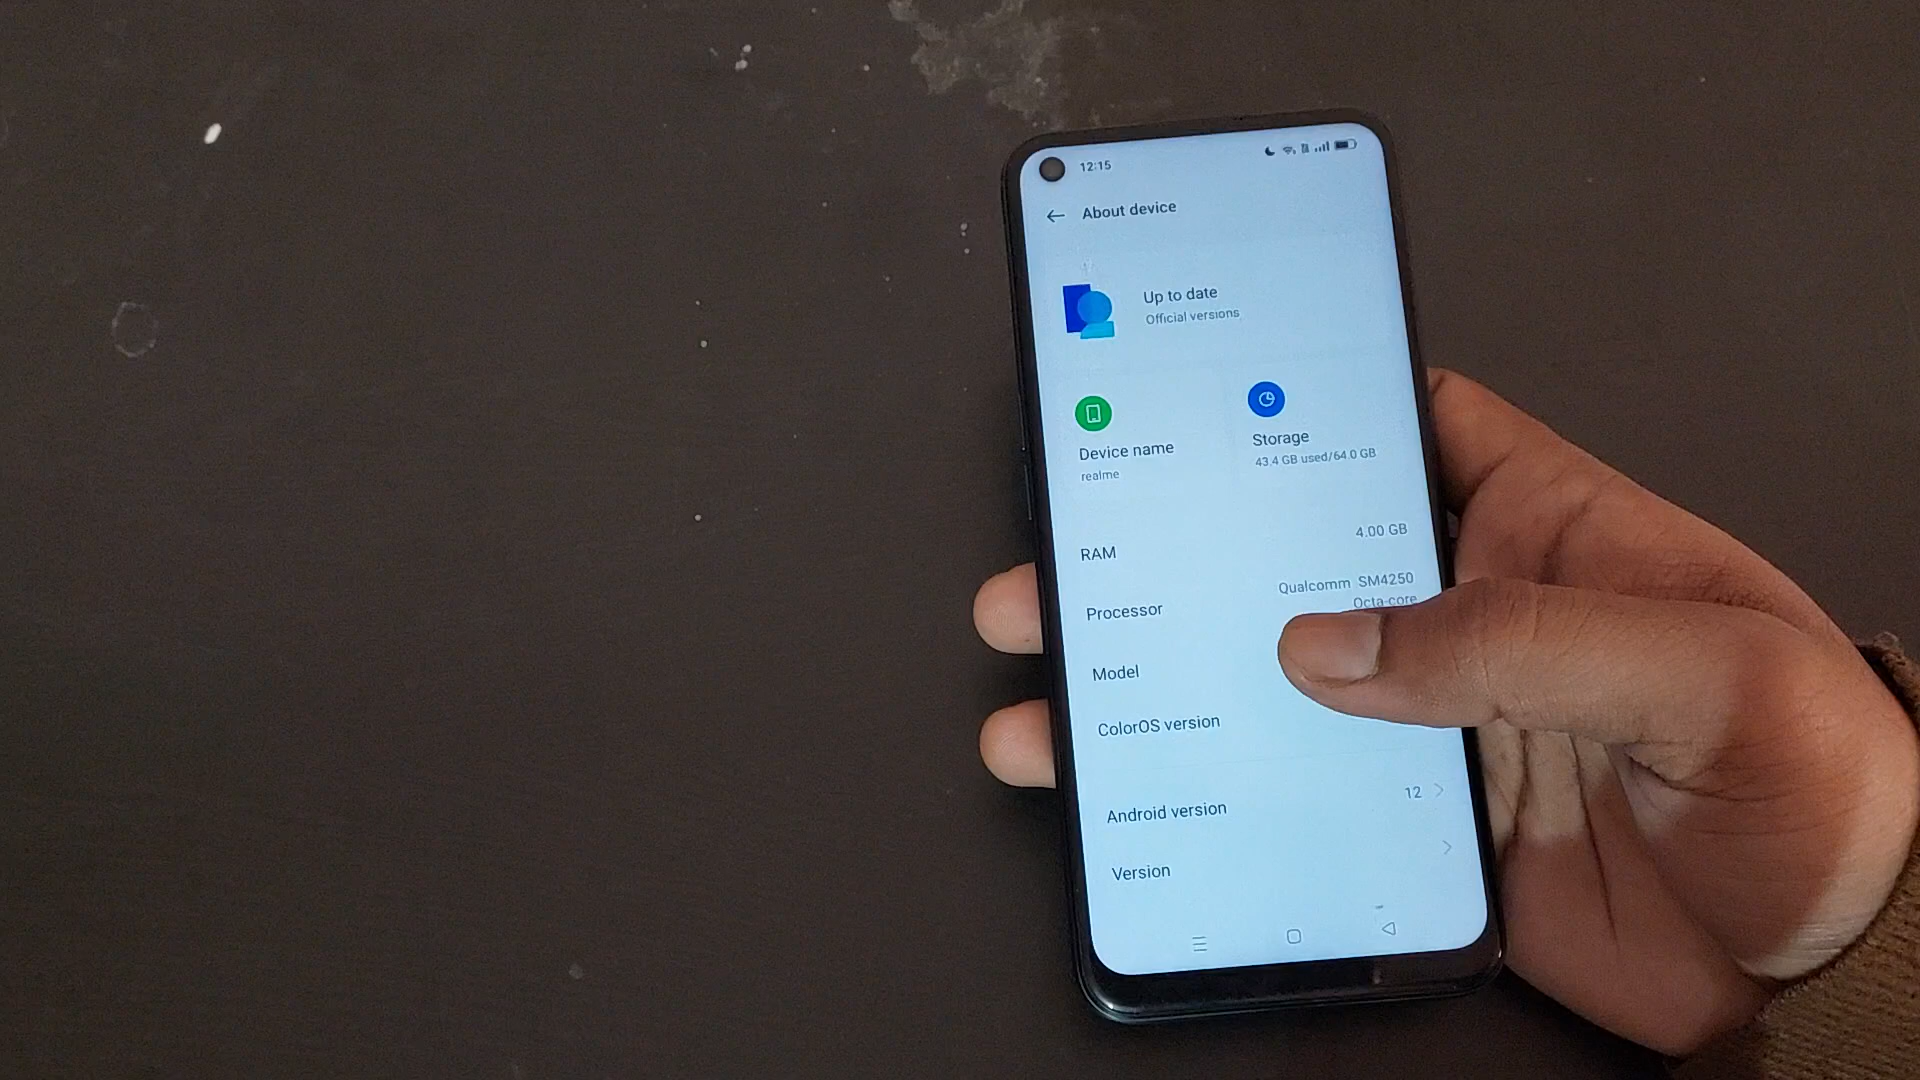 12:15
About device
Up to date
Official versions
Device name
realme
Storage
43.4 GB used/64.0 GB
RAM
4.00 GB
Processor
Qualcomm SM4250
Octa-core
Model
ColorOS version
Android version
12
Version